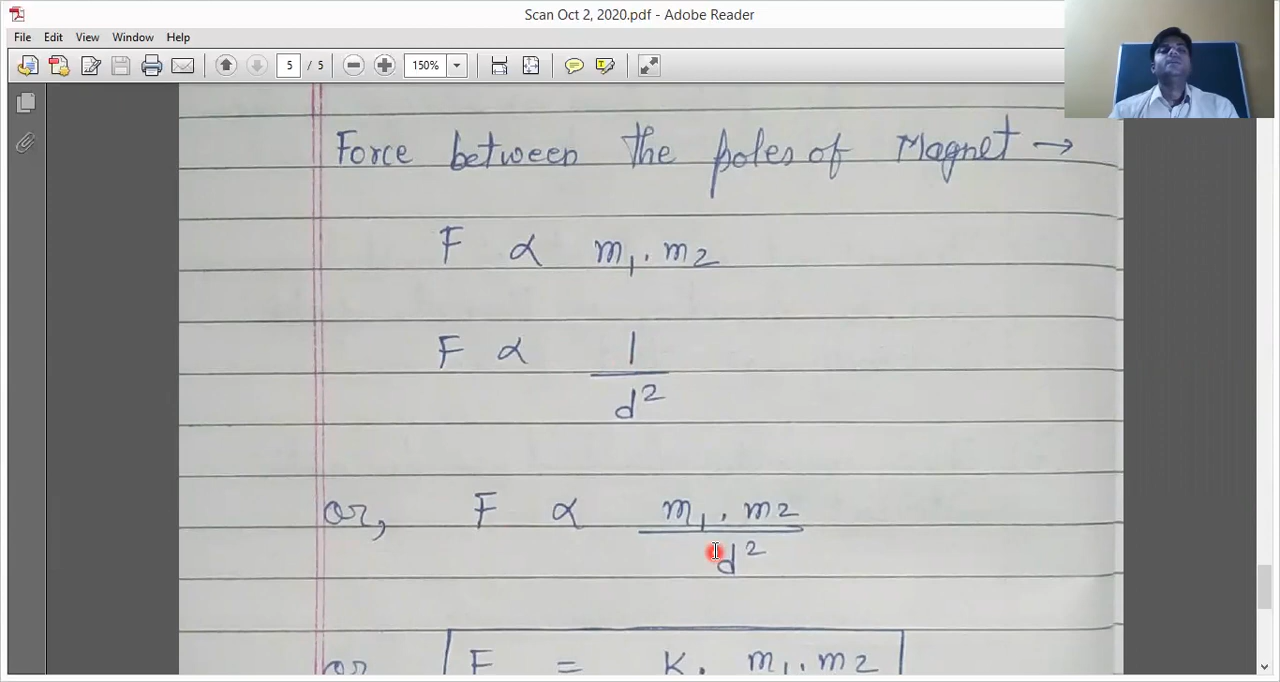 Scan Oct 2, 2020.pdf - Adobe Reader
File Edit View Window Help
5 / 5 150%
Force between the poles of Magnet →
F ∝ m₁.m₂
F ∝ 1
d²
or, F ∝ m₁.m₂
d²
or F = K. m₁.m₂